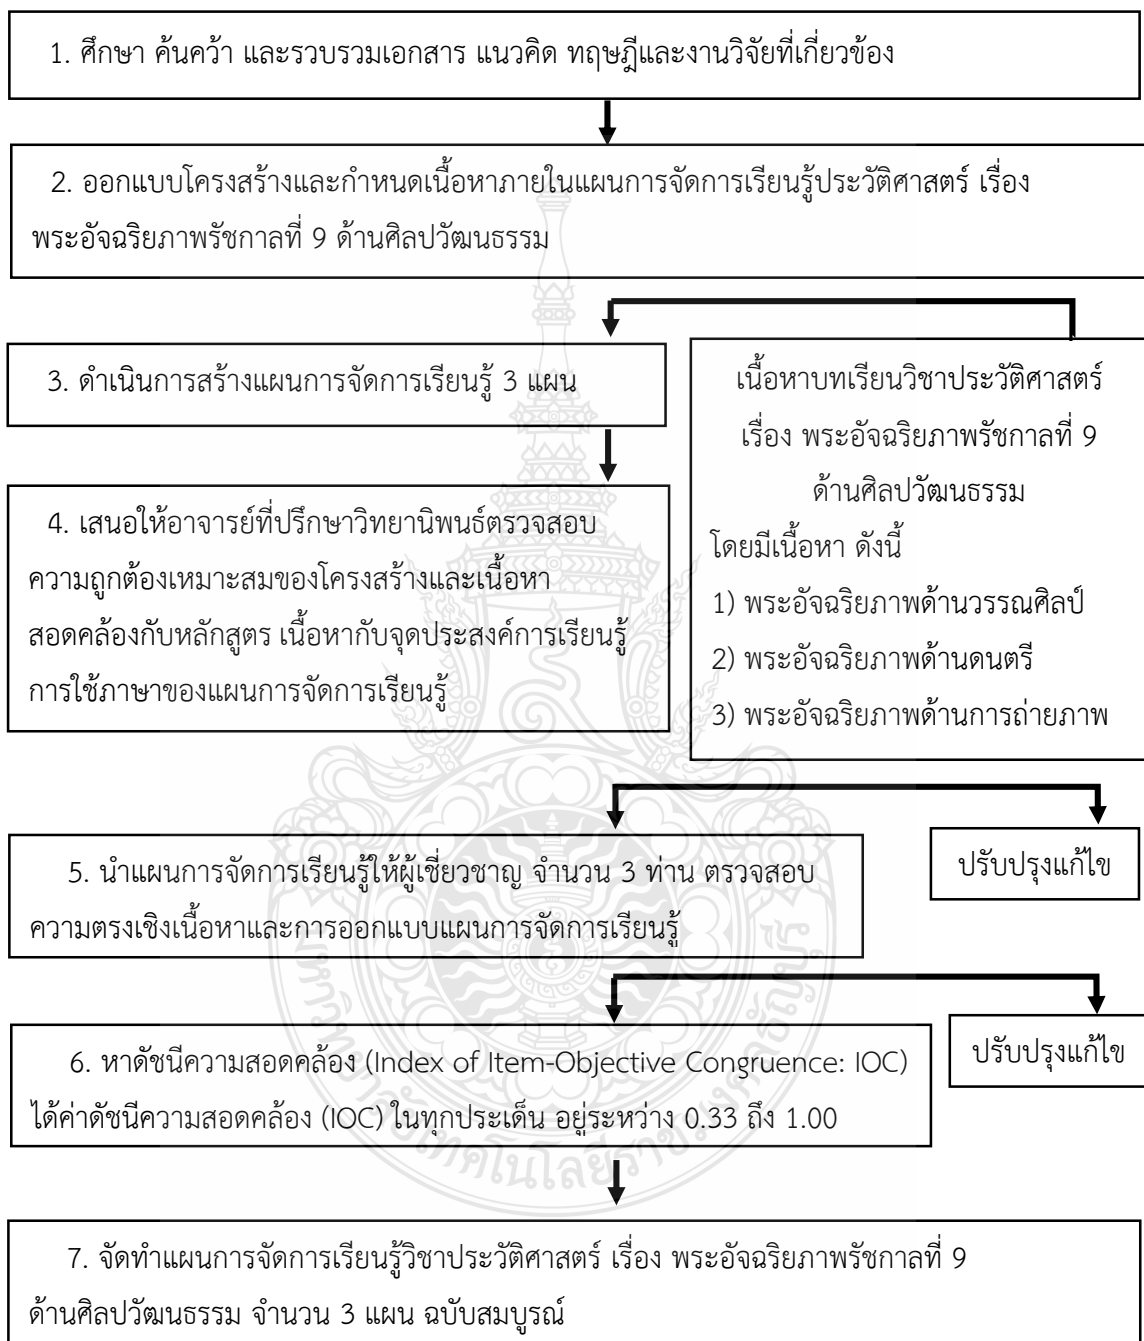 1. ศึกษา ค้นคว้า และรวบรวมเอกสาร แนวคิด ทฤษฎีและงานวิจัยที่เกี่ยวข้อง
2. ออกแบบโครงสร้างและกำหนดเนื้อหาภายในแผนการจัดการเรียนรู้ประวัติศาสตร์ เรื่อง
พระอัจฉริยภาพรัชกาลที่ 9 ด้านศิลปวัฒนธรรม
3. ดำเนินการสร้างแผนการจัดการเรียนรู้ 3 แผน
เนื้อหาบทเรียนวิชาประวัติศาสตร์
เรื่อง พระอัจฉริยภาพรัชกาลที่ 9
ด้านศิลปวัฒนธรรม
โดยมีเนื้อหา ดังนี้
1) พระอัจฉริยภาพด้านวรรณศิลป์
2) พระอัจฉริยภาพด้านดนตรี
3) พระอัจฉริยภาพด้านการถ่ายภาพ
4. เสนอให้อาจารย์ที่ปรึกษาวิทยานิพนธ์ตรวจสอบ
ความถูกต้องเหมาะสมของโครงสร้างและเนื้อหา
สอดคล้องกับหลักสูตร เนื้อหากับจุดประสงค์การเรียนรู้
การใช้ภาษาของแผนการจัดการเรียนรู้
5. นำแผนการจัดการเรียนรู้ให้ผู้เชี่ยวชาญ จำนวน 3 ท่าน ตรวจสอบ
ความตรงเชิงเนื้อหาและการออกแบบแผนการจัดการเรียนรู้
ปรับปรุงแก้ไข
6. หาดัชนีความสอดคล้อง (Index of Item-Objective Congruence: IOC)
ได้ค่าดัชนีความสอดคล้อง (IOC) ในทุกประเด็น อยู่ระหว่าง 0.33 ถึง 1.00
ปรับปรุงแก้ไข
7. จัดทำแผนการจัดการเรียนรู้วิชาประวัติศาสตร์ เรื่อง พระอัจฉริยภาพรัชกาลที่ 9
ด้านศิลปวัฒนธรรม จำนวน 3 แผน ฉบับสมบูรณ์
มหาวิทยาลัยเทคโนโลยีราชมงคลธัญบุรี